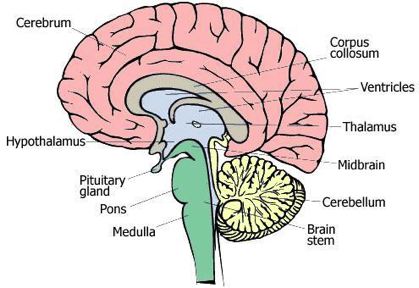 Cerebrum
Corpus
collosum
Ventricles
Thalamus
Hypothalamus
Midbrain
Pituitary
gland
Cerebellum
Pons
Medulla
Brain
stem